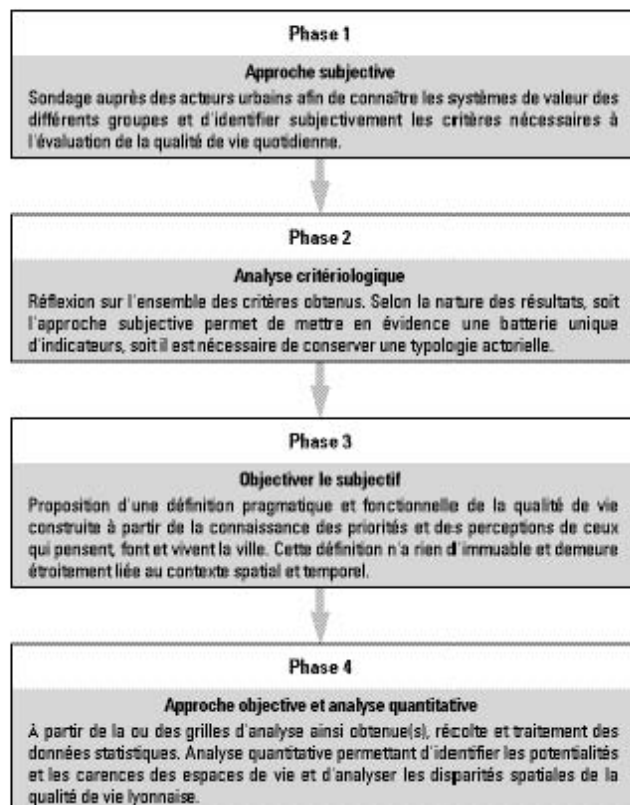 Phase 1
Approche subjective
Sondage auprès des acteurs urbains afin de connaître les systèmes de valeur des
différents groupes et d'identifier subjectivement les critères nécessaires à
l'évaluation de la qualité de vie quotidienne.
Phase 2
Analyse critériologique
Réflexion sur l'ensemble des critères obtenus. Selon la nature des résultats, soit
l'approche subjective permet de mettre en évidence une batterie unique
d'indicateurs, soit il est nécessaire de conserver une typologie actorielle.
Phase 3
Objectiver le subjectif
Proposition d'une définition pragmatique et fonctionnelle de la qualité de vie
construite à partir de la connaissance des priorités et des perceptions de ceux
qui pensent, font et vivent la ville. Cette définition n'a rien d'immuable et demeure
étroitement liée au contexte spatial et temporel.
Phase 4
Approche objective et analyse quantitative
À partir de la ou des grilles d'analyse ainsi obtenue(s), récolte et traitement des
données statistiques. Analyse quantitative permettant d'identifier les potentialités
et les carences des espaces de vie et d'analyser les disparités spatiales de la
qualité de vie lyonnaise.